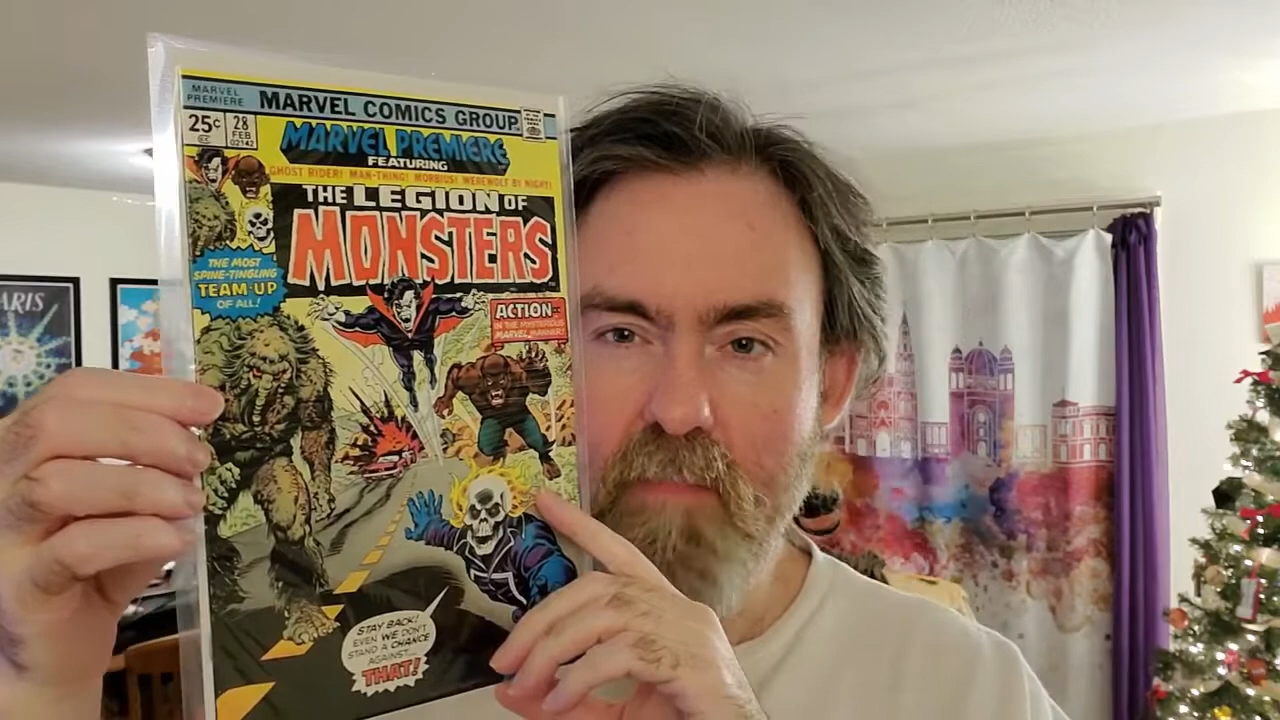 MARVEL PREMIERE
MARVEL COMICS GROUP
25¢
28
FEB
02142
MARVEL PREMIERE
FEATURING
GHOST RIDER! MAN-THING! MORBIUS! WEREWOLF BY NIGHT!
THE LEGION OF
MONSTERS
THE MOST
SPINE-TINGLING
TEAM-UP
OF ALL!
ACTION
IN THE MYSTERIOUS
MARVEL MANNER!
STAY BACK!
EVEN WE DON'T
STAND A CHANCE
AGAINST...
THAT!
ARIS